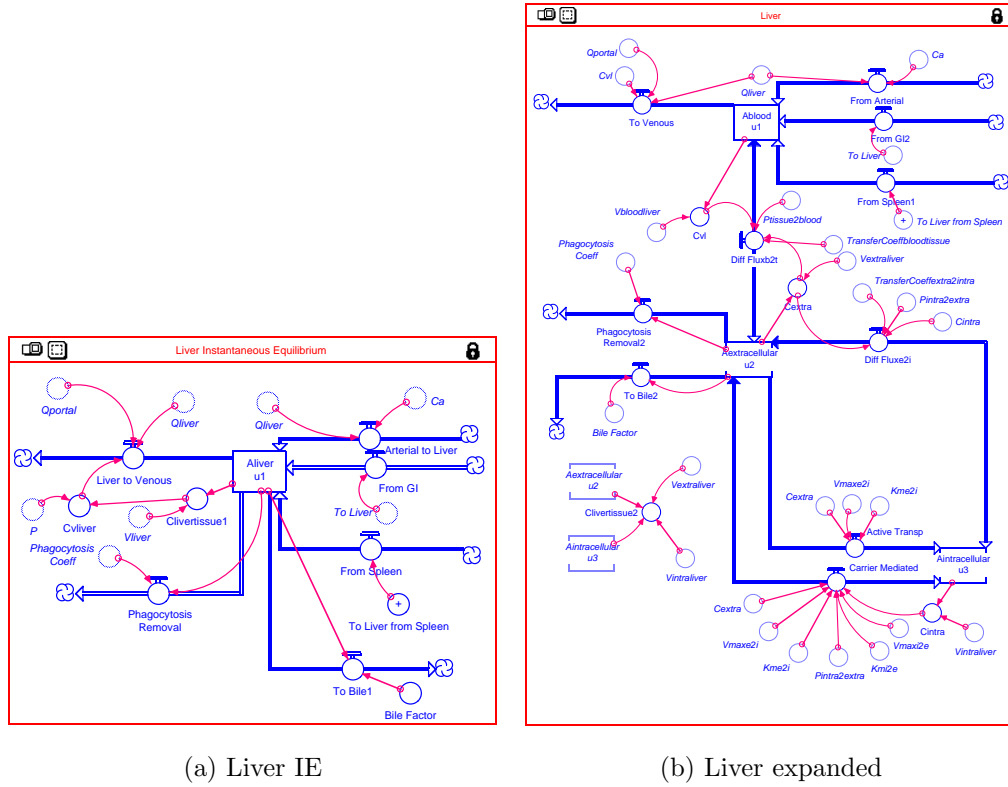 Liver
Qportal
Cvl
Qliver
Ca
To Venous
Ablood
u1
From Arterial
From GI2
To Liver
From Spleen1
To Liver from Spleen
+
Vbloodliver
Cvl
Ptissue2blood
Diff Fluxb2t
TransferCoeffbloodtissue
Vextraliver
Phagocytosis
Coeff
TransferCoeffextra2intra
Pintra2extra
Cintra
Cextra
Phagocytosis
Removal2
Aextracellular
u2
Diff Fluxe2i
To Bile2
Bile Factor
Aextracellular
u2
Vextraliver
Clivertissue2
Aintracellular
u3
Vintraliver
Cextra
Vmaxe2i
Kme2i
Active Transp
Aintracellular
u3
Carrier Mediated
Cextra
Vmaxe2i
Kme2i
Pintra2extra
Kmi2e
Vmaxi2e
Cintra
Vintraliver
Liver Instantaneous Equilibrium
Qportal
Qliver
Qliver
Ca
Liver to Venous
Aliver
u1
Arterial to Liver
From GI
To Liver
P
Cvliver
Clivertissue1
Vliver
Phagocytosis
Coeff
From Spleen
+
To Liver from Spleen
Phagocytosis
Removal
To Bile1
Bile Factor
(a) Liver IE
(b) Liver expanded